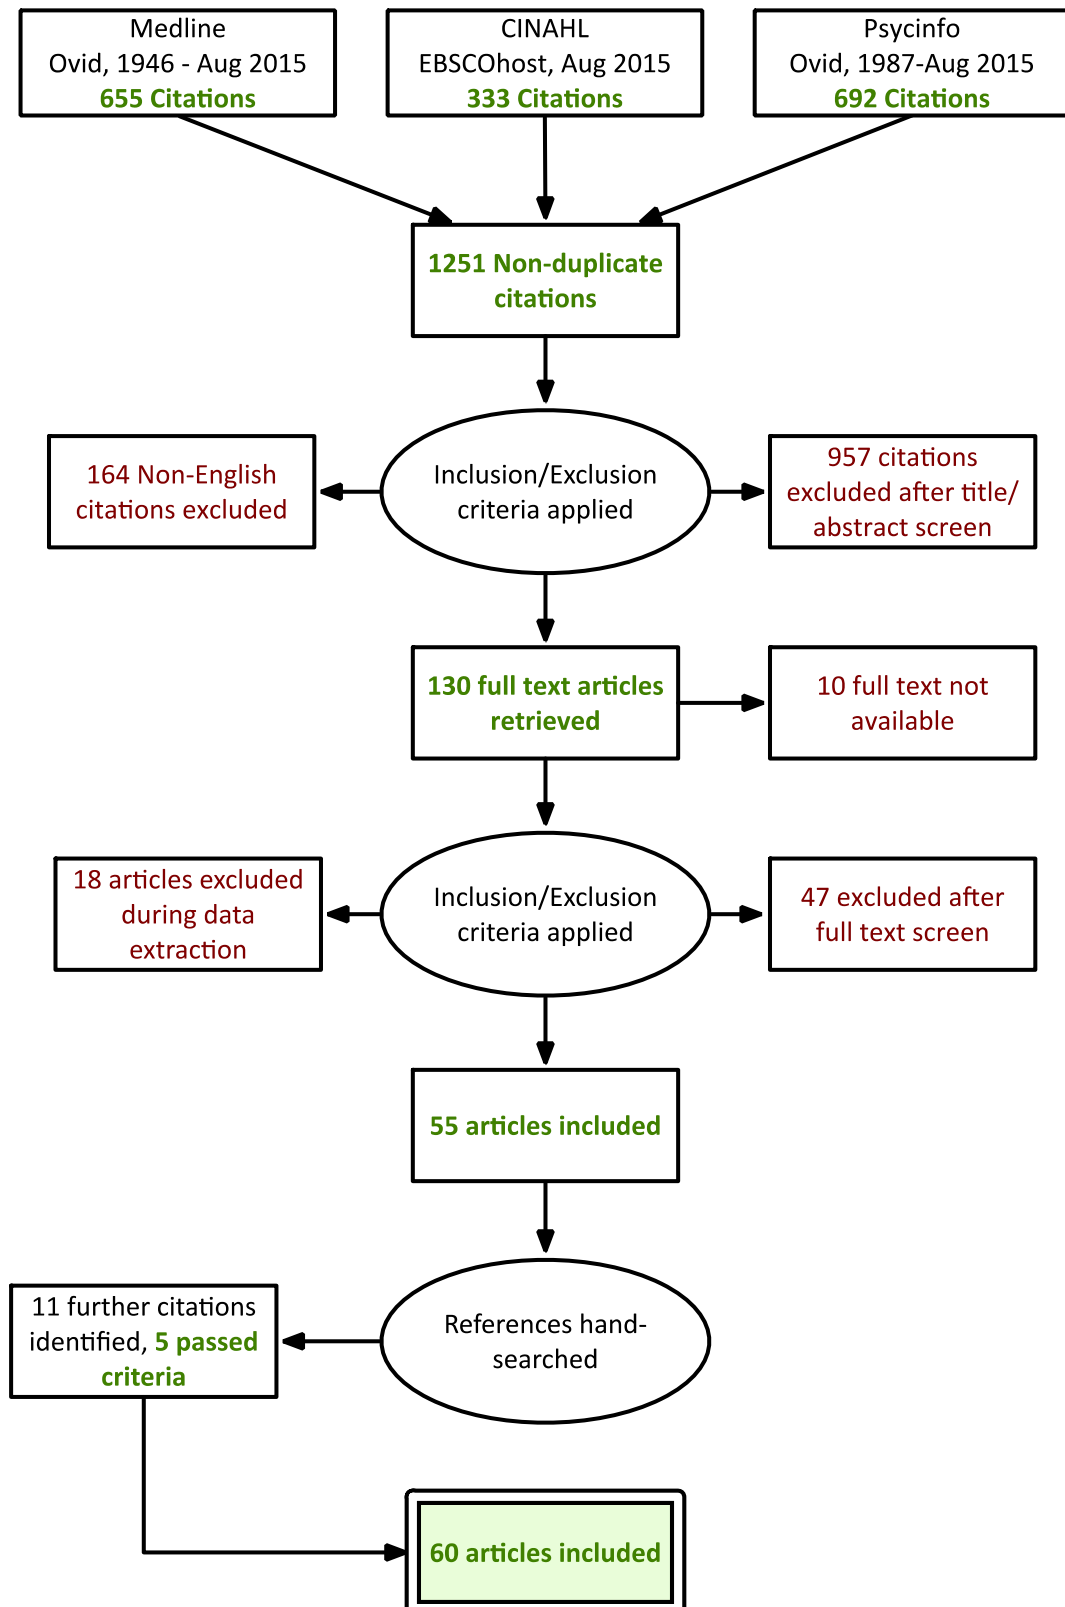 Medline
Ovid, 1946 - Aug 2015
655 Citations
CINAHL
EBSCOhost, Aug 2015
333 Citations
Psycinfo
Ovid, 1987-Aug 2015
692 Citations
1251 Non-duplicate
citations
164 Non-English
citations excluded
Inclusion/Exclusion
criteria applied
957 citations
excluded after title/
abstract screen
130 full text articles
retrieved
10 full text not
available
18 articles excluded
during data
extraction
Inclusion/Exclusion
criteria applied
47 excluded after
full text screen
55 articles included
11 further citations
identified, 5 passed
criteria
References hand-
searched
60 articles included